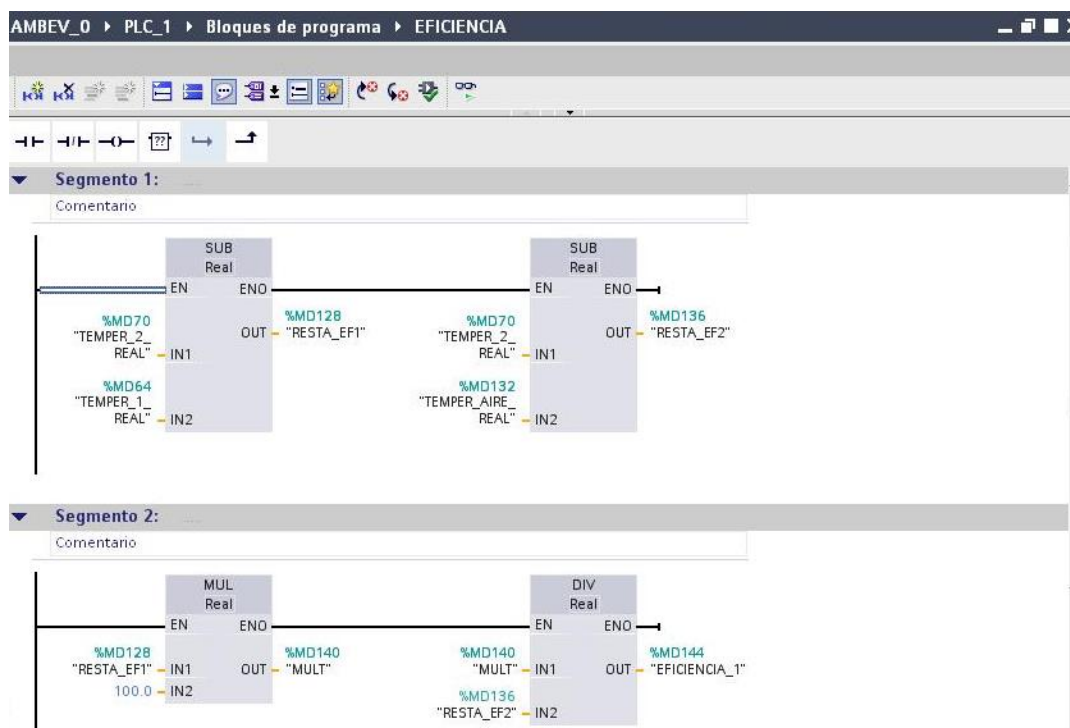 AMBEV_0 ▸ PLC_1 ▸ Bloques de programa ▸ EFICIENCIA
Segmento 1:
Comentario
SUB
Real
EN ENO
%MD70
"TEMPER_2_
REAL" IN1
%MD64
"TEMPER_1_
REAL" IN2
%MD128
OUT "RESTA_EF1"
SUB
Real
EN ENO
%MD70
"TEMPER_2_
REAL" IN1
%MD132
"TEMPER_AIRE_
REAL" IN2
%MD136
OUT "RESTA_EF2"
Segmento 2:
Comentario
MUL
Real
EN ENO
%MD128
"RESTA_EF1" IN1
100.0 IN2
%MD140
OUT "MULT"
DIV
Real
EN ENO
%MD140
"MULT" IN1
%MD136
"RESTA_EF2" IN2
%MD144
OUT "EFICIENCIA_1"